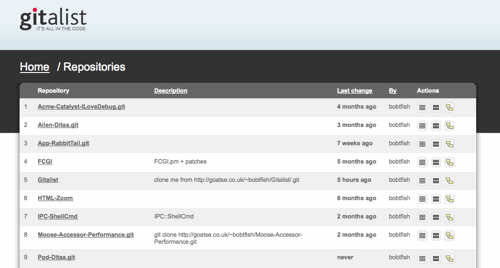 gitalist
IT'S ALL IN THE CODE
Home / Repositories
Repository Description Last change By Actions
1 Acme-Catalyst-ILoveDebug.git 4 months ago bobtfish
2 Alien-Ditaa.git 3 months ago bobtfish
3 App-RabbitTail.git 7 weeks ago bobtfish
4 FCGI FCGI.pm + patches 5 months ago bobtfish
5 Gitalist clone me from http://goatse.co.uk/~bobtfish/Gitalist/.git 5 hours ago bobtfish
6 HTML-Zoom 6 months ago bobtfish
7 IPC-ShellCmd IPC::ShellCmd 2 months ago bobtfish
8 Moose-Accessor-Performance.git git clone http://goatse.co.uk/~bobtfish/Moose-Accessor-
Performance.git 2 months ago bobtfish
9 Pod-Ditaa.git never bobtfish